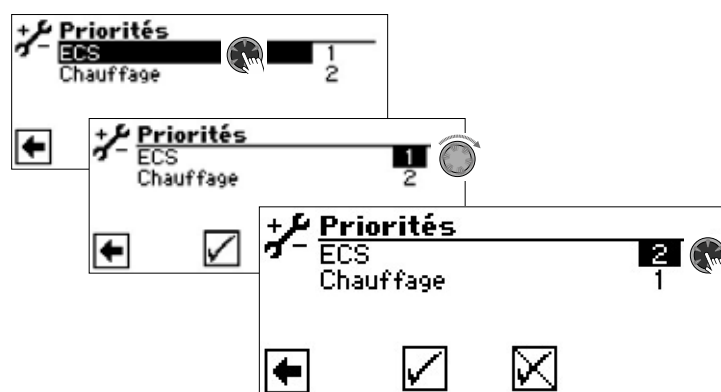 Priorités
ECS 1
Chauffage 2
Priorités
ECS 1
Chauffage 2
Priorités
ECS 2
Chauffage 1